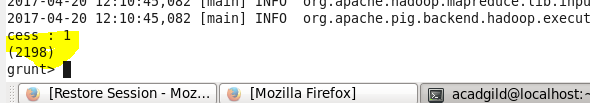 2017-04-20 12:10:45,082 [main] INFO org.apache.hadoop.mapreduce.lib.inpu
2017-04-20 12:10:45,082 [main] INFO org.apache.pig.backend.hadoop.execut
cess : 1
(2198)
grunt>
[Restore Session - Moz... [Mozilla Firefox] acadgild@localhost:~